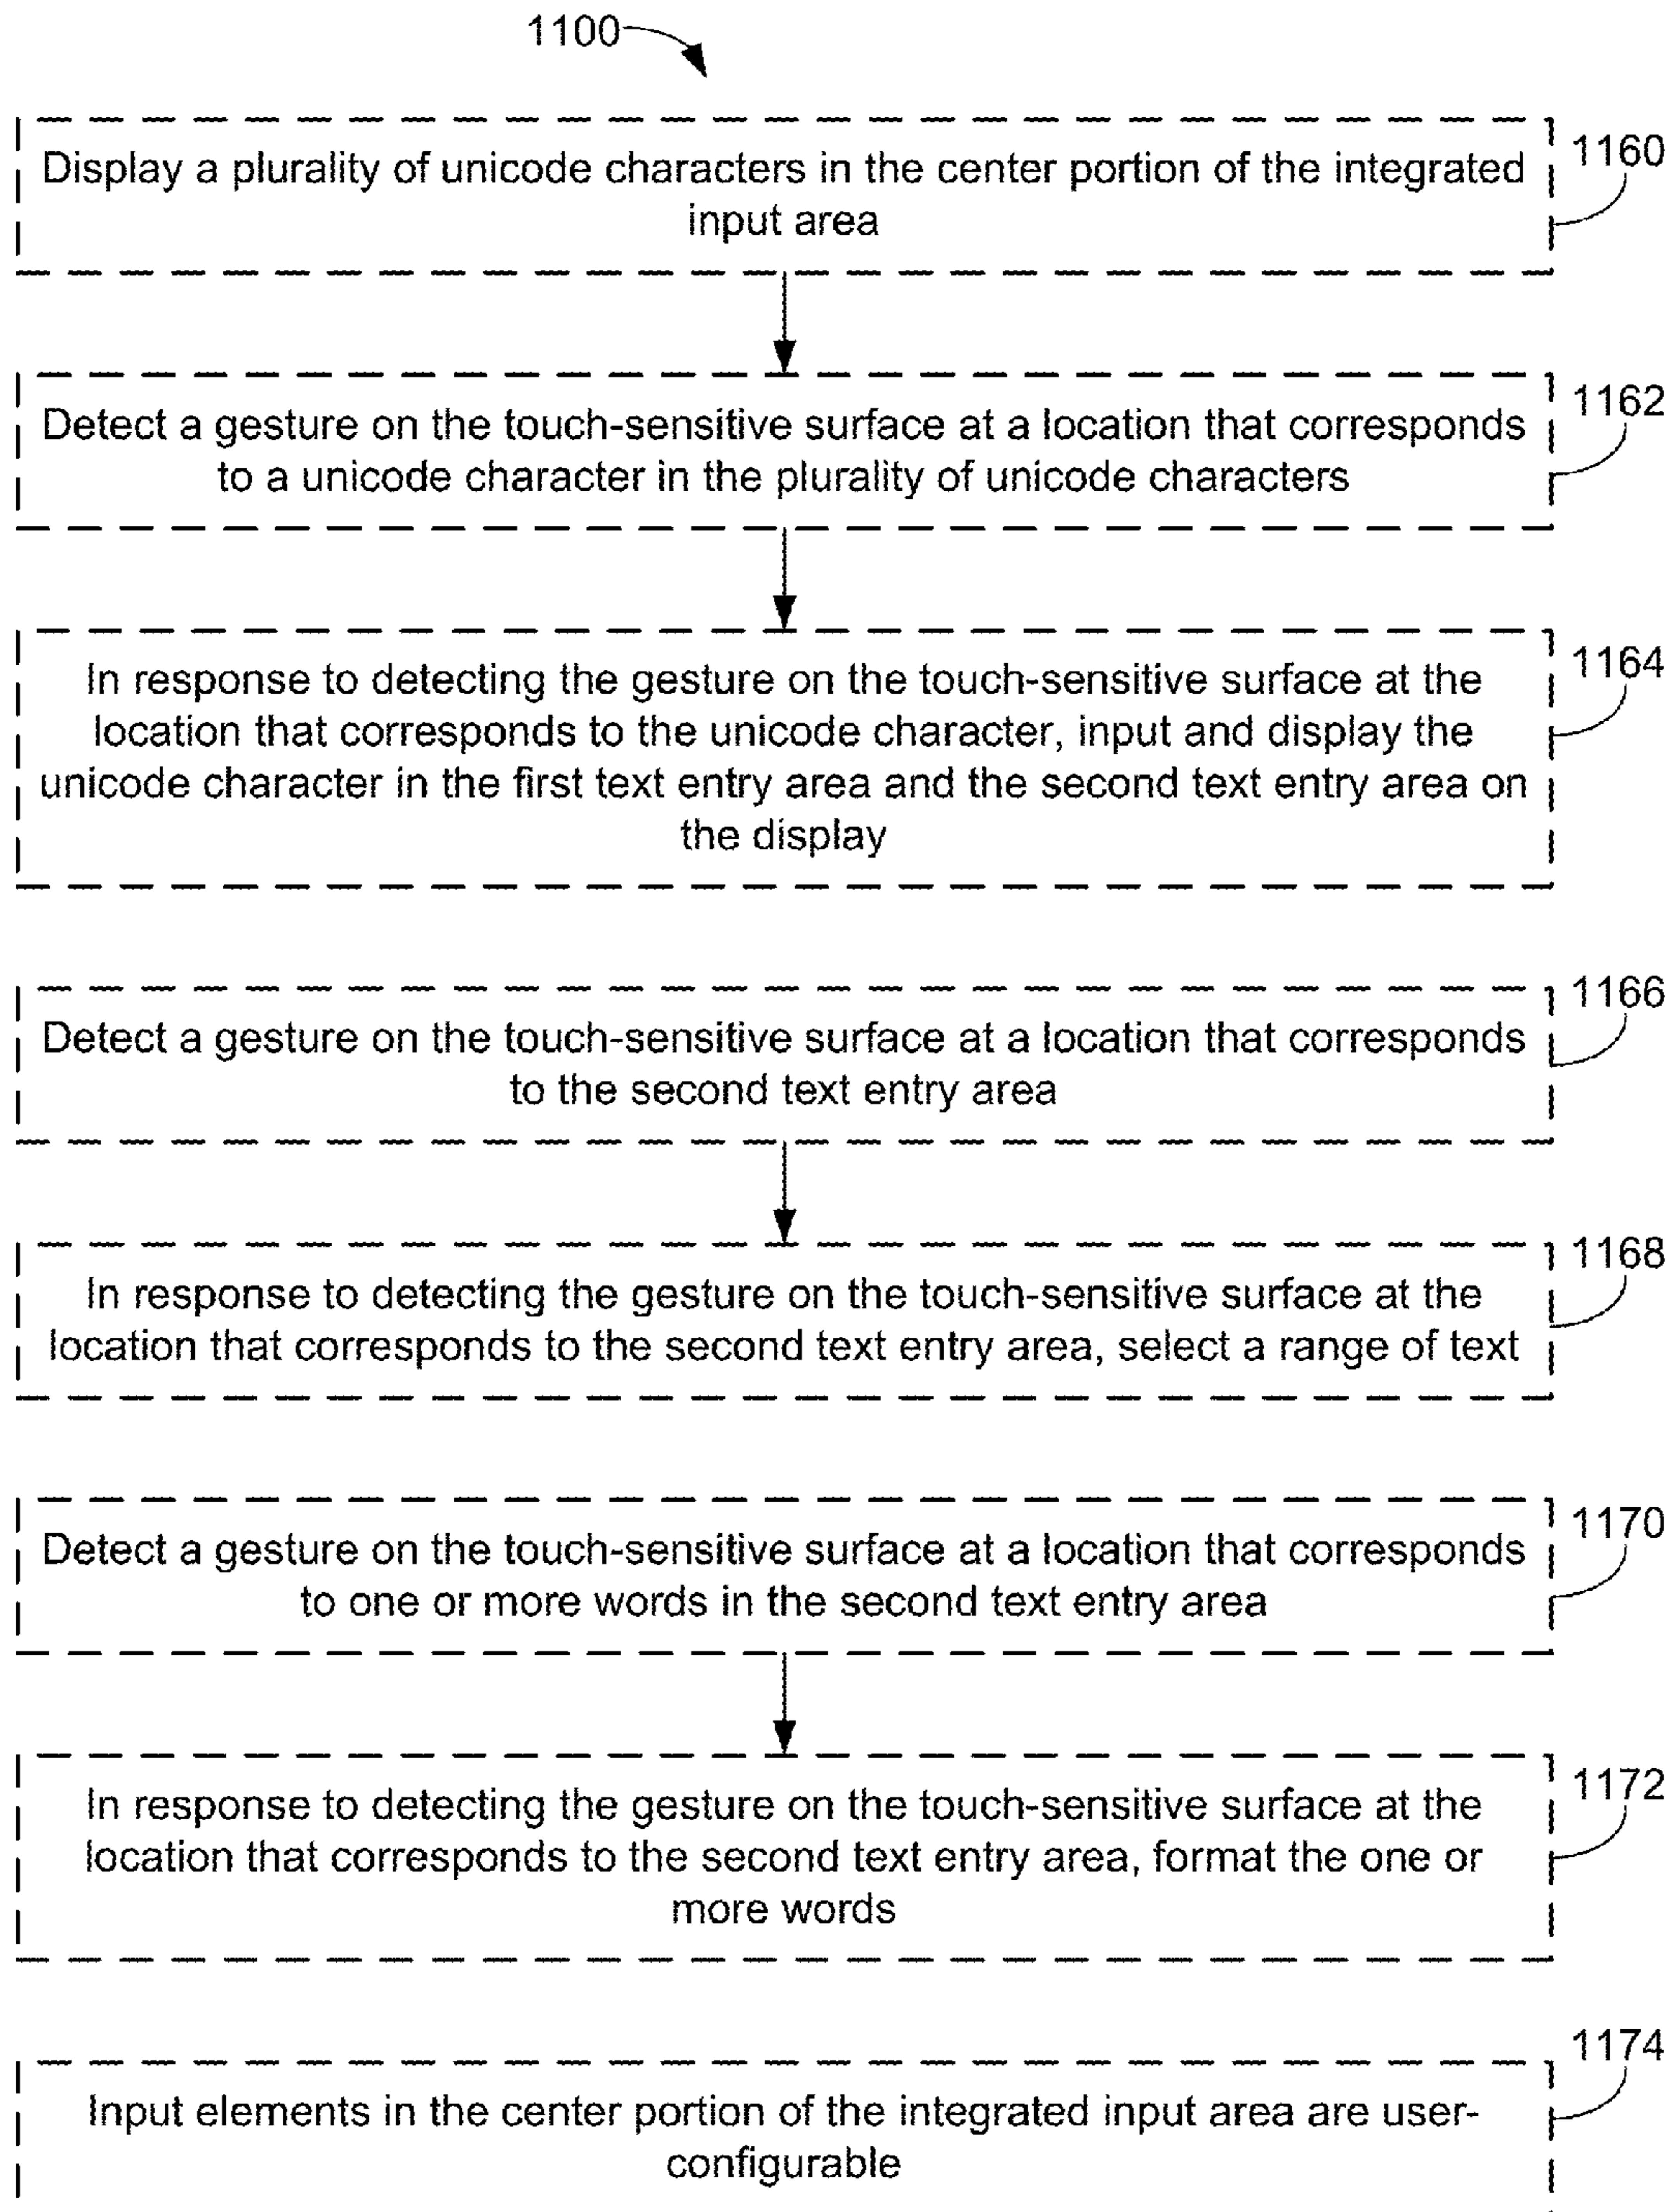 1100
Display a plurality of unicode characters in the center portion of the integrated
input area
1160
Detect a gesture on the touch-sensitive surface at a location that corresponds
to a unicode character in the plurality of unicode characters
1162
In response to detecting the gesture on the touch-sensitive surface at the
location that corresponds to the unicode character, input and display the
unicode character in the first text entry area and the second text entry area on
the display
1164
Detect a gesture on the touch-sensitive surface at a location that corresponds
to the second text entry area
1166
In response to detecting the gesture on the touch-sensitive surface at the
location that corresponds to the second text entry area, select a range of text
1168
Detect a gesture on the touch-sensitive surface at a location that corresponds
to one or more words in the second text entry area
1170
In response to detecting the gesture on the touch-sensitive surface at the
location that corresponds to the second text entry area, format the one or
more words
1172
Input elements in the center portion of the integrated input area are user-
configurable
1174